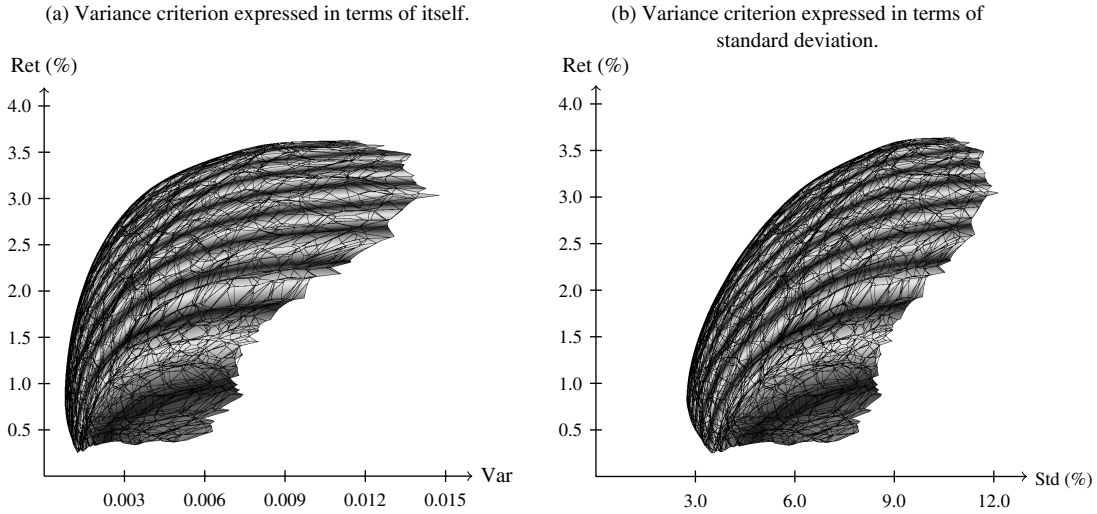 (a) Variance criterion expressed in terms of itself.
Ret (%)
4.0
3.5
3.0
2.5
2.0
1.5
1.0
0.5
0.003 0.006 0.009 0.012 0.015
Var
(b) Variance criterion expressed in terms of
standard deviation.
Ret (%)
4.0
3.5
3.0
2.5
2.0
1.5
1.0
0.5
3.0 6.0 9.0 12.0
Std (%)